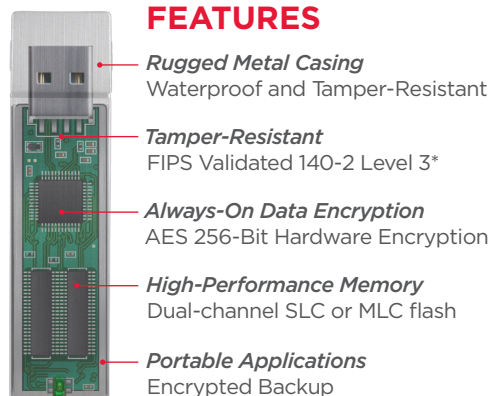 FEATURES
Rugged Metal Casing
Waterproof and Tamper-Resistant
Tamper-Resistant
FIPS Validated 140-2 Level 3*
Always-On Data Encryption
AES 256-Bit Hardware Encryption
High-Performance Memory
Dual-channel SLC or MLC flash
Portable Applications
Encrypted Backup